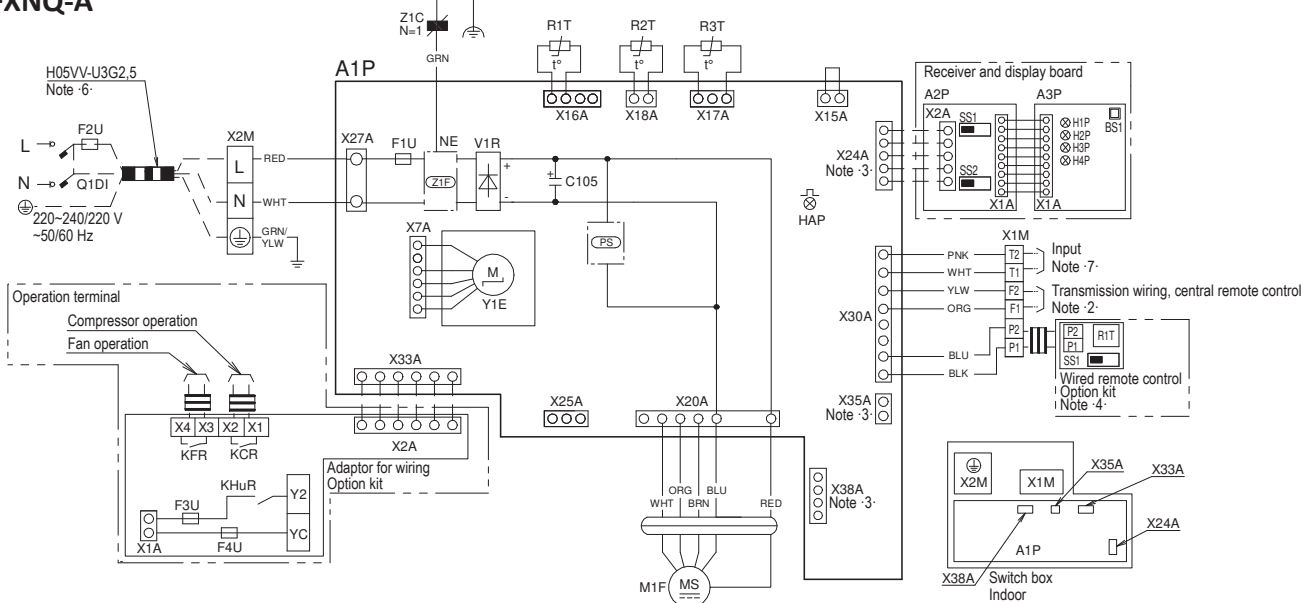 XNQ-A
Z1C
N=1
GRN
R1T
t°
X16A
R2T
t°
X18A
R3T
t°
X17A
X15A
A1P
H05VV-U3G2,5
Note ·6·
L
F2U
N
Q1DI
220~240/220 V
~50/60 Hz
X2M
L
N
RED
WHT
GRN/
YLW
X27A
F1U
NE
Z1F
V1R
+
-
+
C105
PS
X7A
M
Y1E
HAP
Receiver and display board
A2P
X2A
SS1
SS2
X1A
A3P
H1P
H2P
H3P
H4P
BS1
X1A
X24A
Note ·3·
X30A
PNK
WHT
YLW
ORG
BLU
BLK
X1M
T2
T1
F2
F1
P2
P1
Input
Note ·7·
Transmission wiring, central remote control
Note ·2·
P2
P1
R1T
SS1
Wired remote control
Option kit
Note ·4·
X35A
Note ·3·
X38A
Note ·3·
Operation terminal
Compressor operation
Fan operation
X33A
X4
X3
X2
X1
KFR
KCR
X2A
Adaptor for wiring
Option kit
KHuR
Y2
YC
F3U
F4U
X1A
X25A
X20A
WHT
ORG
BRN
BLU
RED
M1F
MS
X2M
X1M
X35A
X33A
X24A
A1P
X38A
Switch box
Indoor